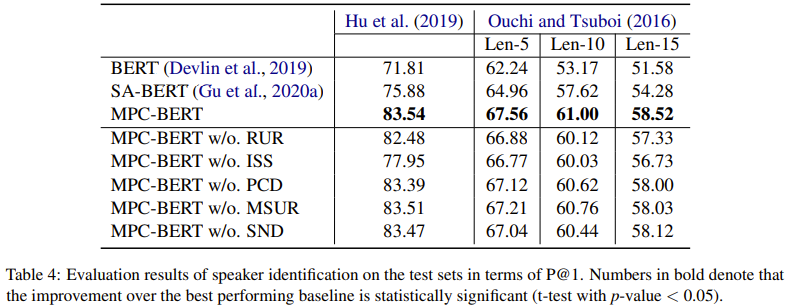 Hu et al. (2019) Ouchi and Tsuboi (2016)
Len-5 Len-10 Len-15
BERT (Devlin et al., 2019) 71.81 62.24 53.17 51.58
SA-BERT (Gu et al., 2020a) 75.88 64.96 57.62 54.28
MPC-BERT 83.54 67.56 61.00 58.52
MPC-BERT w/o. RUR 82.48 66.88 60.12 57.33
MPC-BERT w/o. ISS 77.95 66.77 60.03 56.73
MPC-BERT w/o. PCD 83.39 67.12 60.62 58.00
MPC-BERT w/o. MSUR 83.51 67.21 60.76 58.03
MPC-BERT w/o. SND 83.47 67.04 60.44 58.12
Table 4: Evaluation results of speaker identification on the test sets in terms of P@1. Numbers in bold denote that
the improvement over the best performing baseline is statistically significant (t-test with p-value < 0.05).